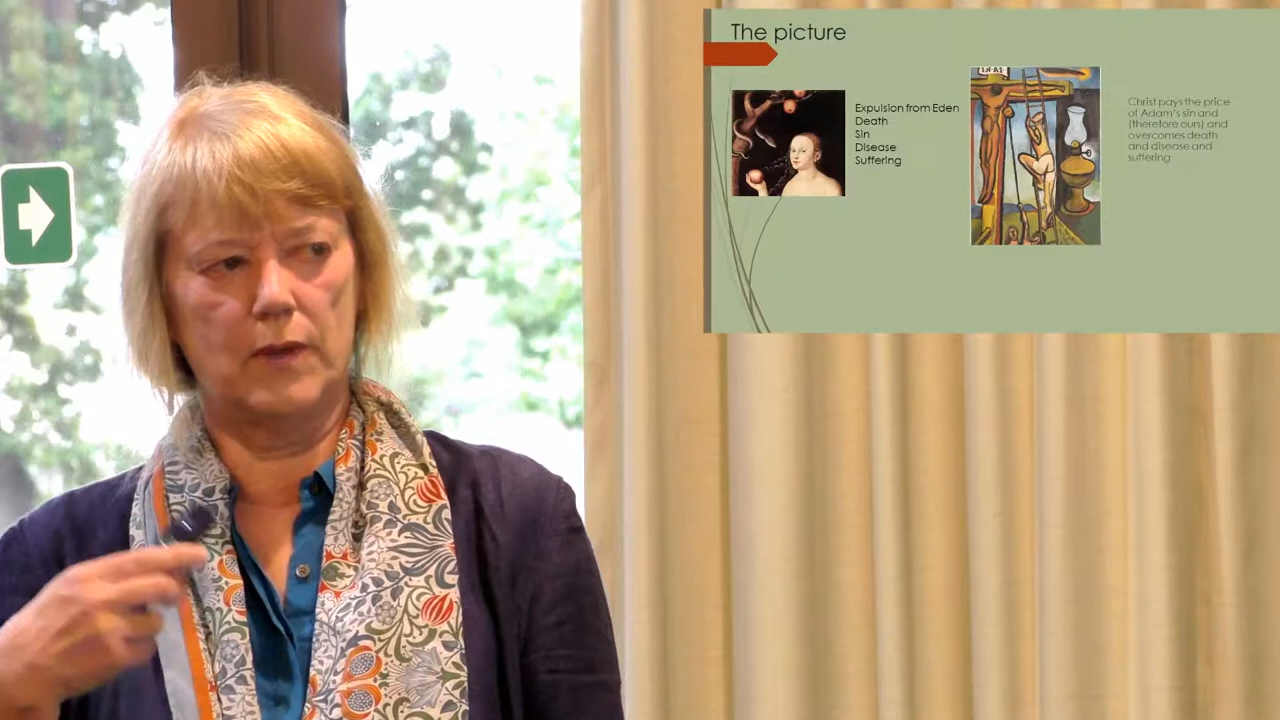 The picture
Expulsion from Eden
Death
Sin
Disease
Suffering
Christ pays the price
of Adam's sin and
(therefore ours) and
overcomes death
and disease and
suffering